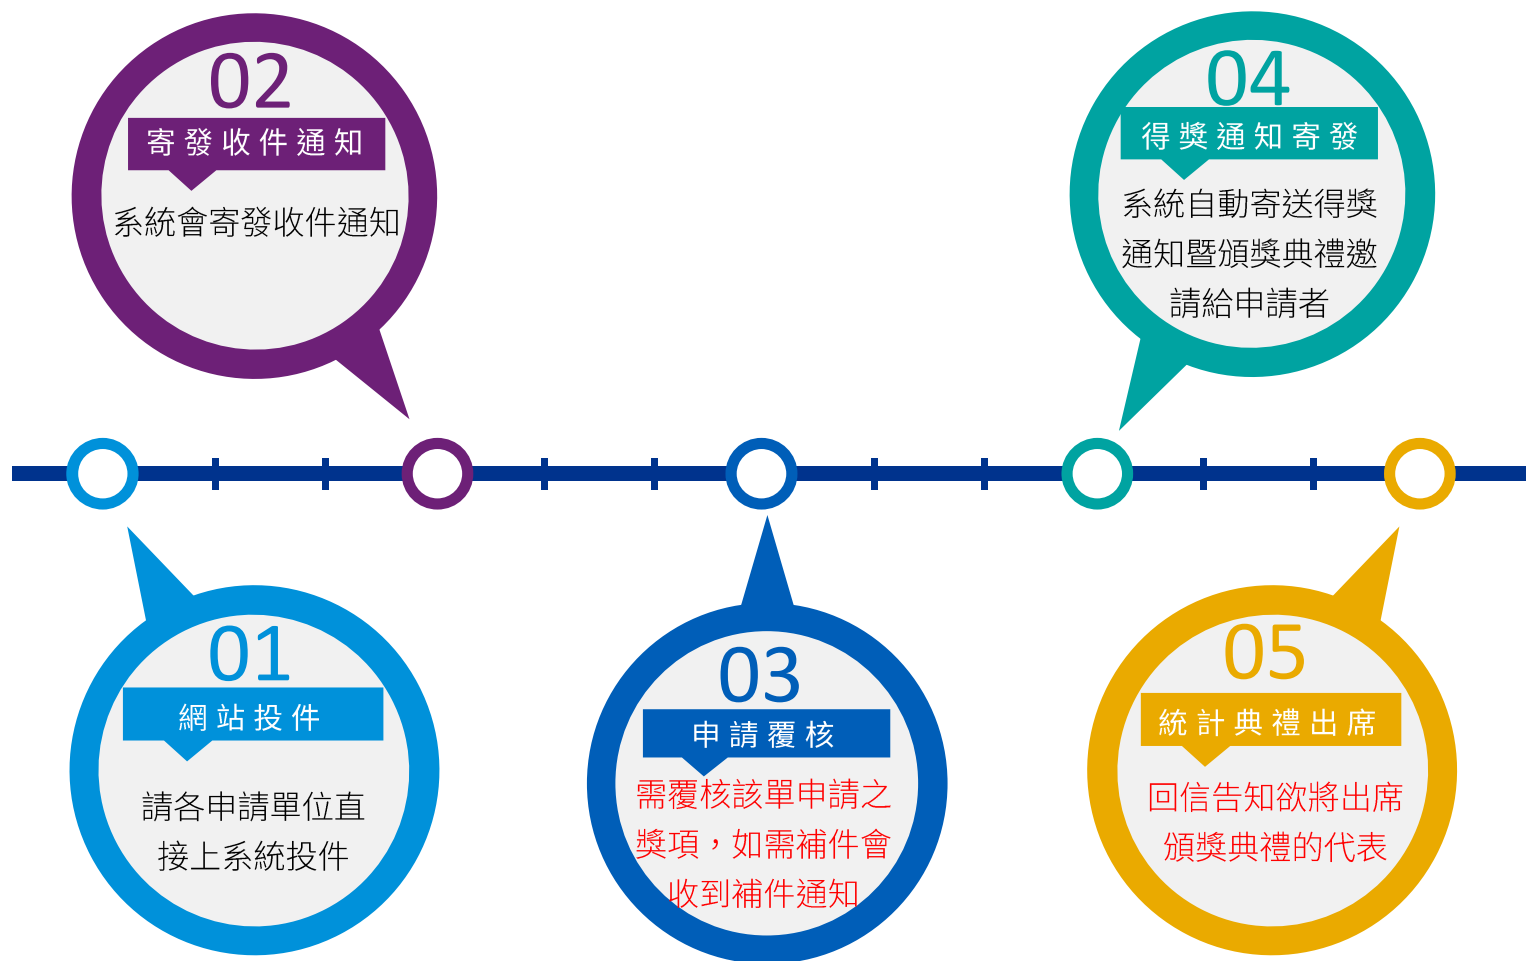 01
網站投件
請各申請單位直
接上系統投件
02
寄發收件通知
系統會寄發收件通知
03
申請覆核
需覆核該單申請之
獎項，如需補件會
收到補件通知
04
得獎通知寄發
系統自動寄送得獎
通知暨頒獎典禮邀
請給申請者
05
統計典禮出席
回信告知欲將出席
頒獎典禮的代表